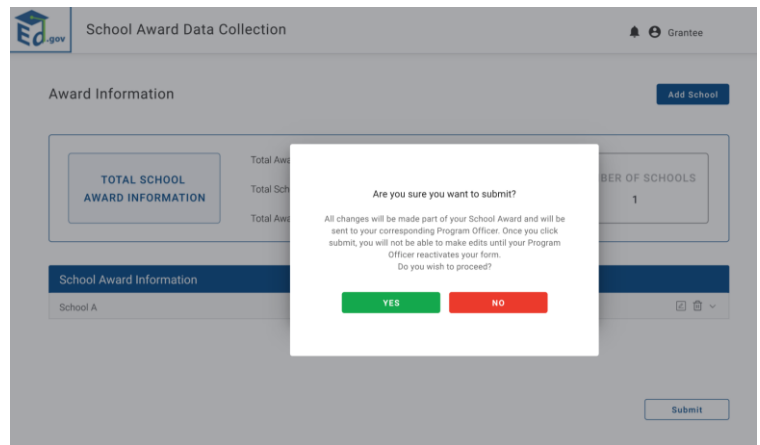 Ed.gov
School Award Data Collection
Grantee
Award Information
Add School
TOTAL SCHOOL
AWARD INFORMATION
Total Awa
Total Sch
Total Awa
BER OF SCHOOLS
1
Are you sure you want to submit?
All changes will be made part of your School Award and will be
sent to your corresponding Program Officer. Once you click
submit, you will not be able to make edits until your Program
Officer reactivates your form.
Do you wish to proceed?
YES
NO
School Award Information
School A
Submit